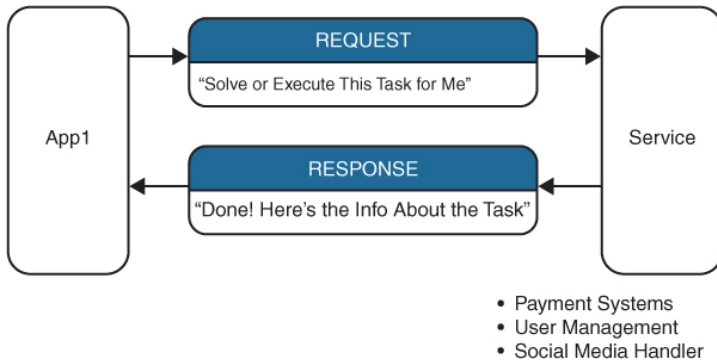 REQUEST
“Solve or Execute This Task for Me”
App1
Service
RESPONSE
“Done! Here’s the Info About the Task”
• Payment Systems
• User Management
• Social Media Handler